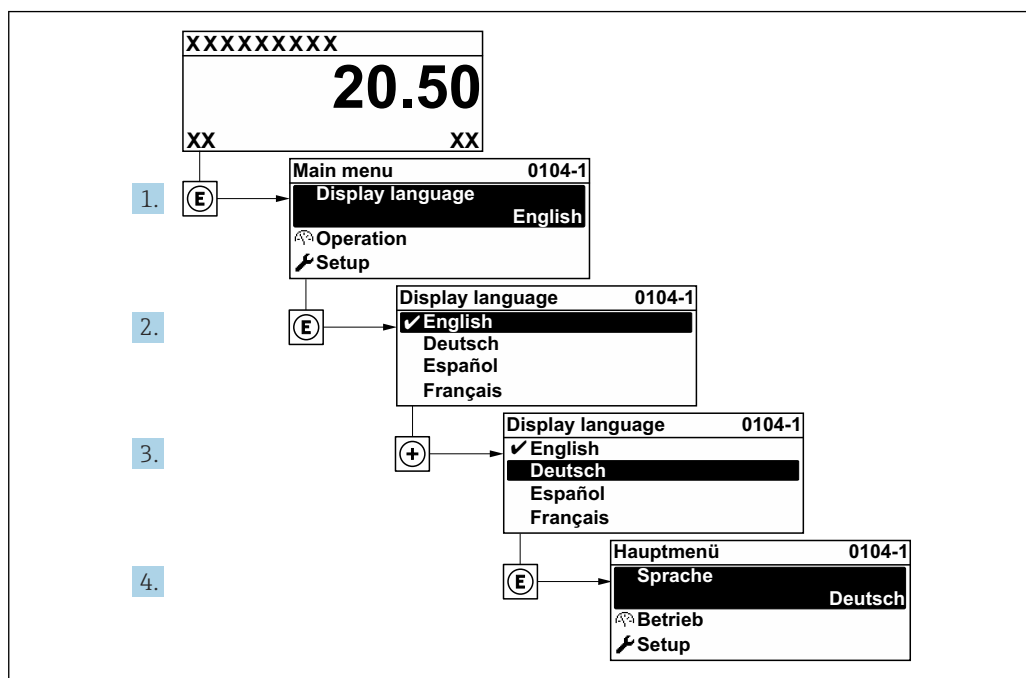 XXXXXXXXX
20.50
XX XX
1.
E
Main menu 0104-1
Display language
English
Operation
Setup
2.
E
Display language 0104-1
✔English
Deutsch
Español
Français
3.
+
Display language 0104-1
✔English
Deutsch
Español
Français
4.
E
Hauptmenü 0104-1
Sprache
Deutsch
Betrieb
Setup